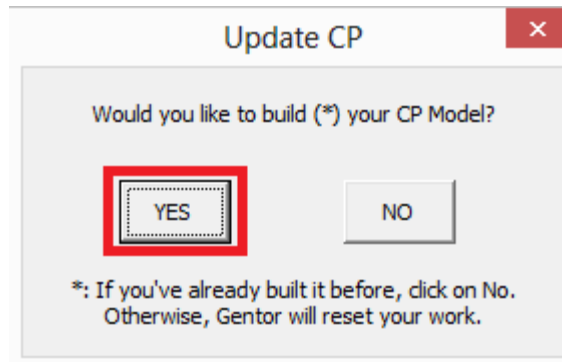 Update CP
Would you like to build (*) your CP Model?
YES
NO
*: If you've already built it before, click on No.
Otherwise, Gentor will reset your work.